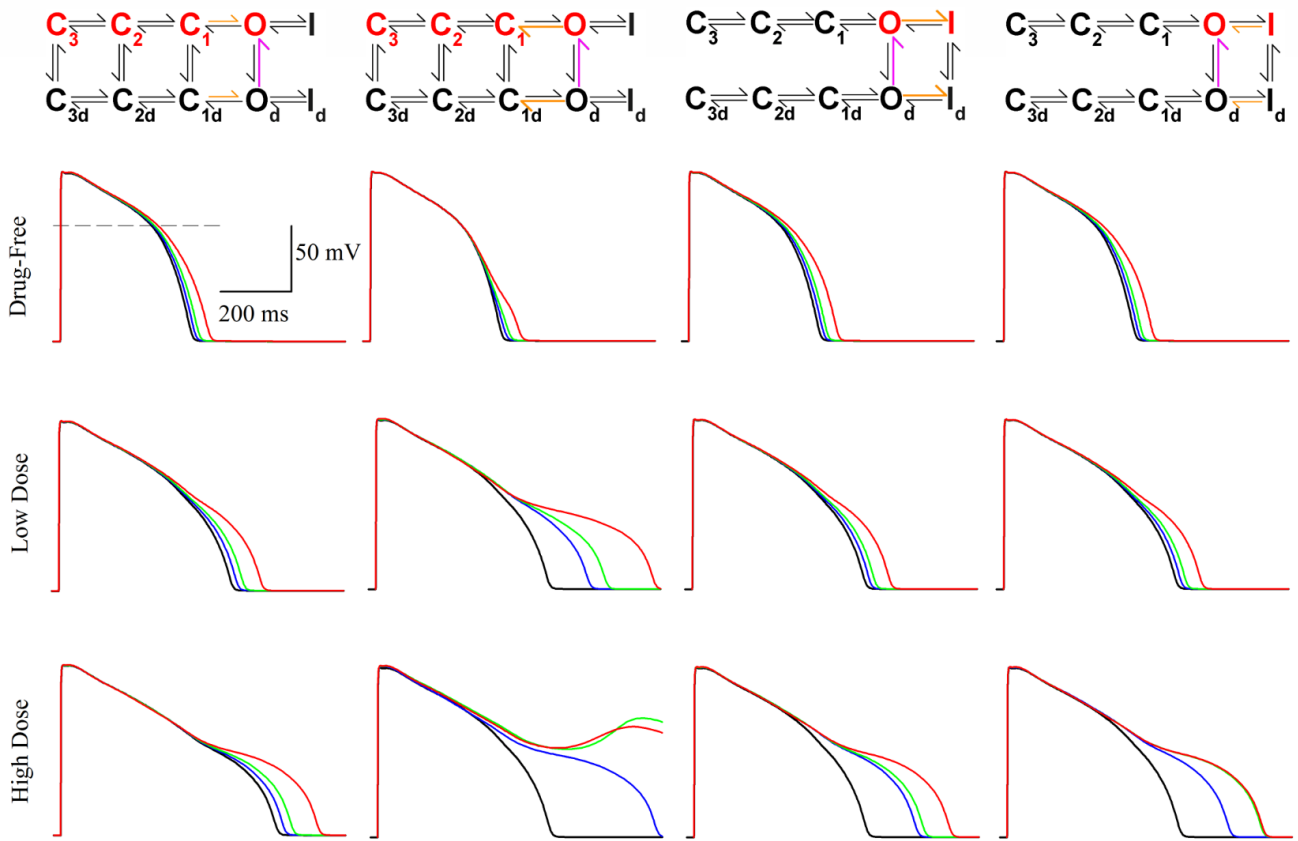 C3 C2 C1 O I
C3d C2d C1d Od Id
C3 C2 C1 O I
C3d C2d C1d Od Id
C3 C2 C1 O I
C3d C2d C1d Od Id
C3 C2 C1 O I
C3d C2d C1d Od Id
Drug-Free
50 mV
200 ms
Low Dose
High Dose